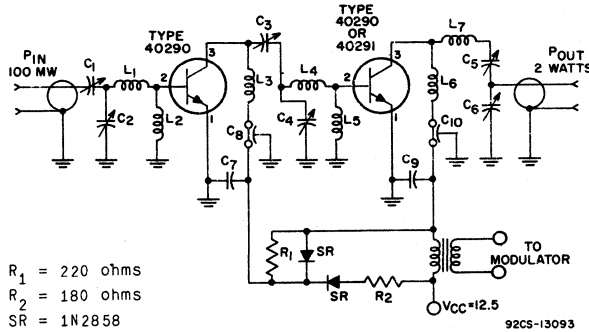 TYPE
40290
TYPE
40290
OR
40291
PIN
100 MW
C1
L1
C2
L2
2
3
1
C3
L3
C8
C7
L4
C4
L5
2
3
1
L7
L6
C10
C9
C5
C6
POUT
2 WATTS
R1
SR
SR
R2
TO
MODULATOR
VCC=12.5
R1 = 220 ohms
R2 = 180 ohms
SR = 1N2858
92CS-13093